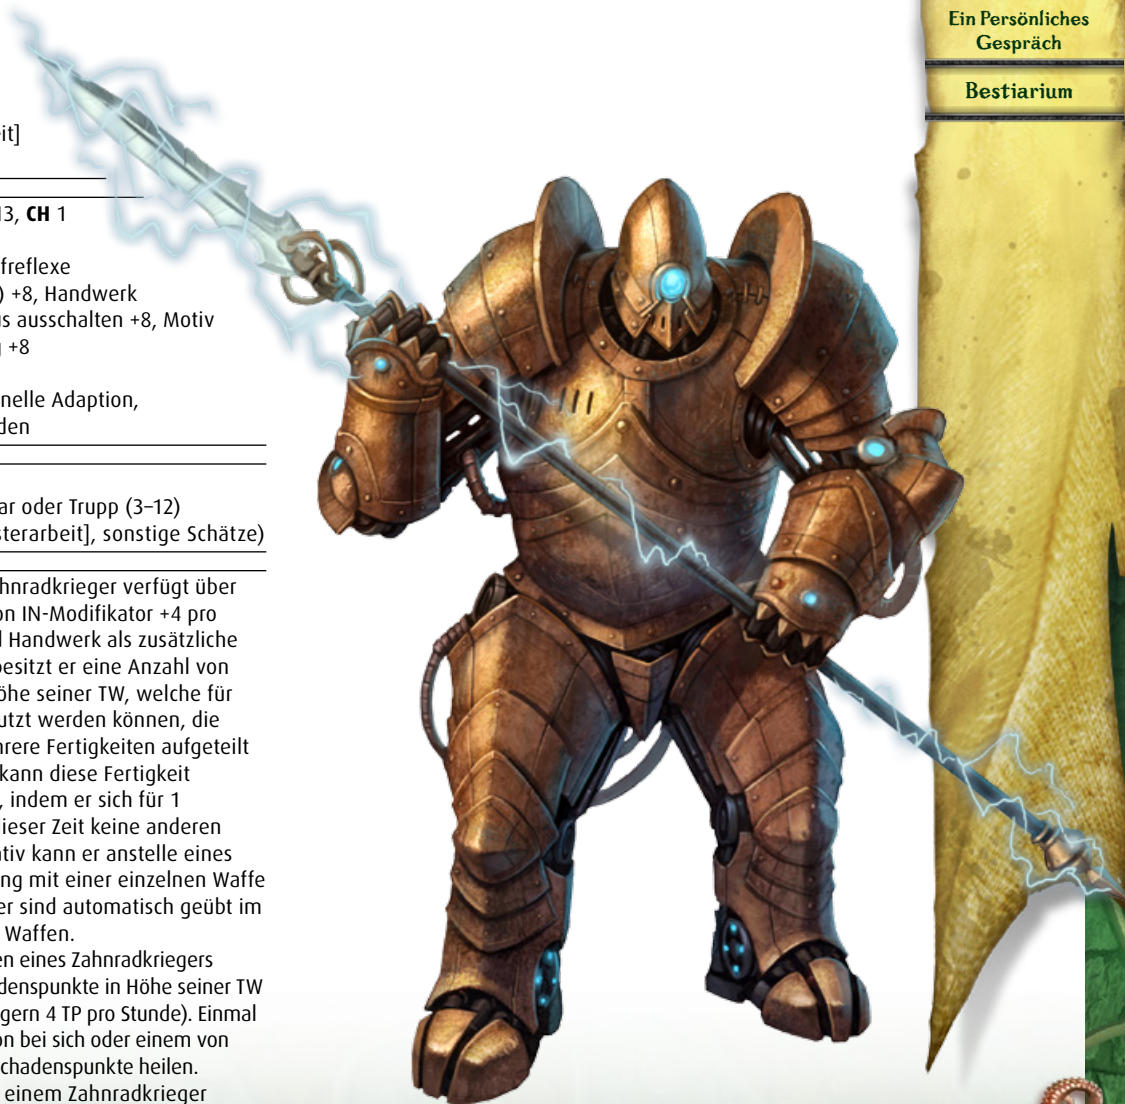 Ein Persönliches
Gespräch
Bestiarium
eit]
13, CH 1
freflexe
) +8, Handwerk
us ausschalten +8, Motiv
g +8
nelle Adaption,
den
ar oder Trupp (3–12)
sterarbeit], sonstige Schätze)
hnradkrieger verfügt über
on IN-Modifikator +4 pro
d Handwerk als zusätzliche
besitzt er eine Anzahl von
öhe seiner TW, welche für
utzt werden können, die
hrere Fertigkeiten aufgeteilt
kann diese Fertigkeit
, indem er sich für 1
dieser Zeit keine anderen
ativ kann er anstelle eines
ng mit einer einzelnen Waffe
er sind automatisch geübt im
Waffen.
en eines Zahnradkriegers
denspunkte in Höhe seiner TW
gern 4 TP pro Stunde). Einmal
on bei sich oder einem von
Schadenspunkte heilen.
einem Zahnradkrieger